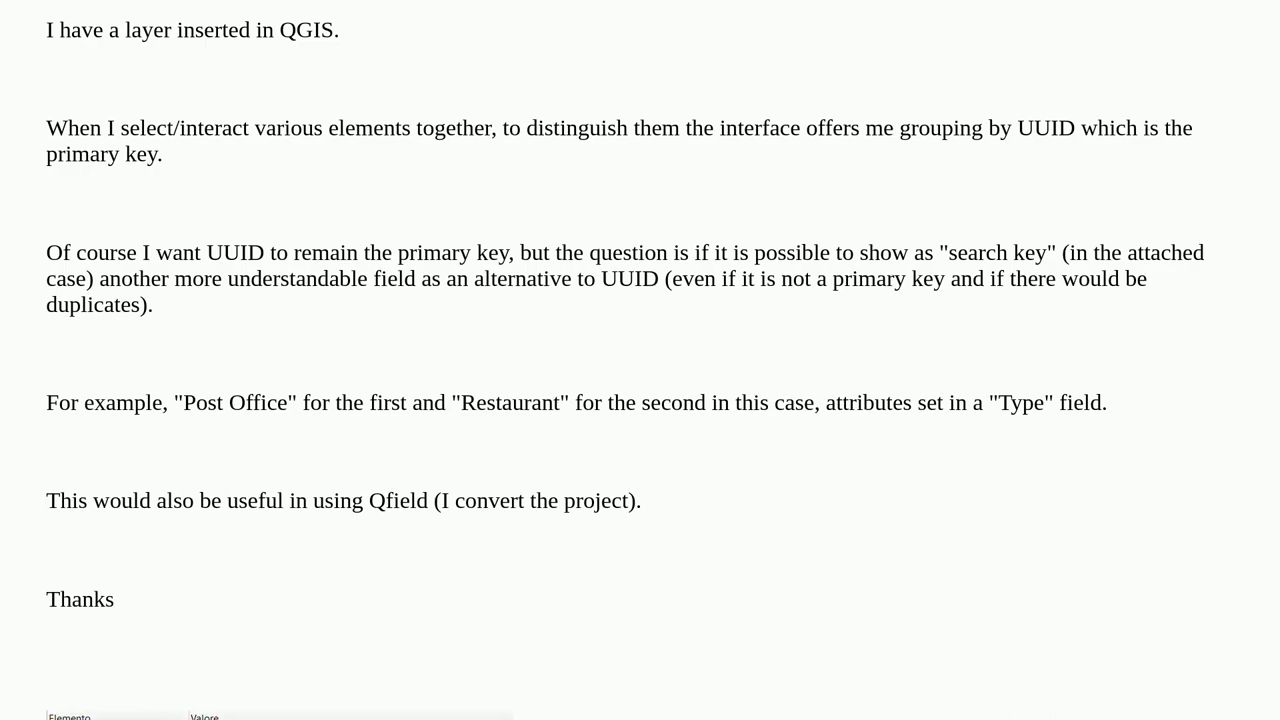 I have a layer inserted in QGIS.
When I select/interact various elements together, to distinguish them the interface offers me grouping by UUID which is the
primary key.
Of course I want UUID to remain the primary key, but the question is if it is possible to show as "search key" (in the attached
case) another more understandable field as an alternative to UUID (even if it is not a primary key and if there would be
duplicates).
For example, "Post Office" for the first and "Restaurant" for the second in this case, attributes set in a "Type" field.
This would also be useful in using Qfield (I convert the project).
Thanks
Elemento Valore